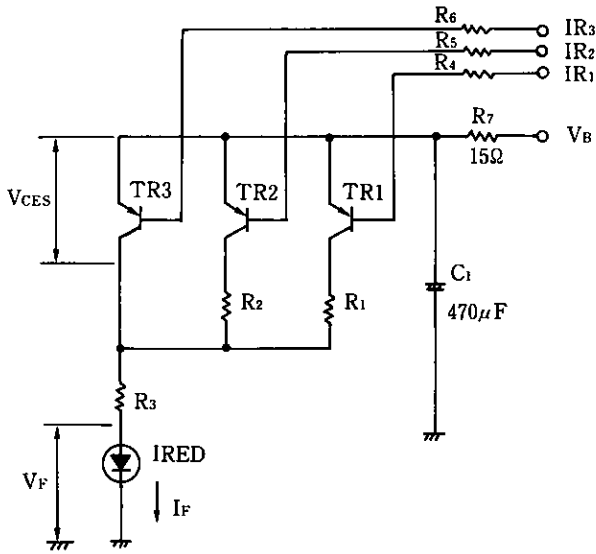 R6
IR3
R5
IR2
R4
IR1
R7
VB
15Ω
TR3
TR2
TR1
VCES
C1
R2
R1
470μF
R3
IRED
VF
IF